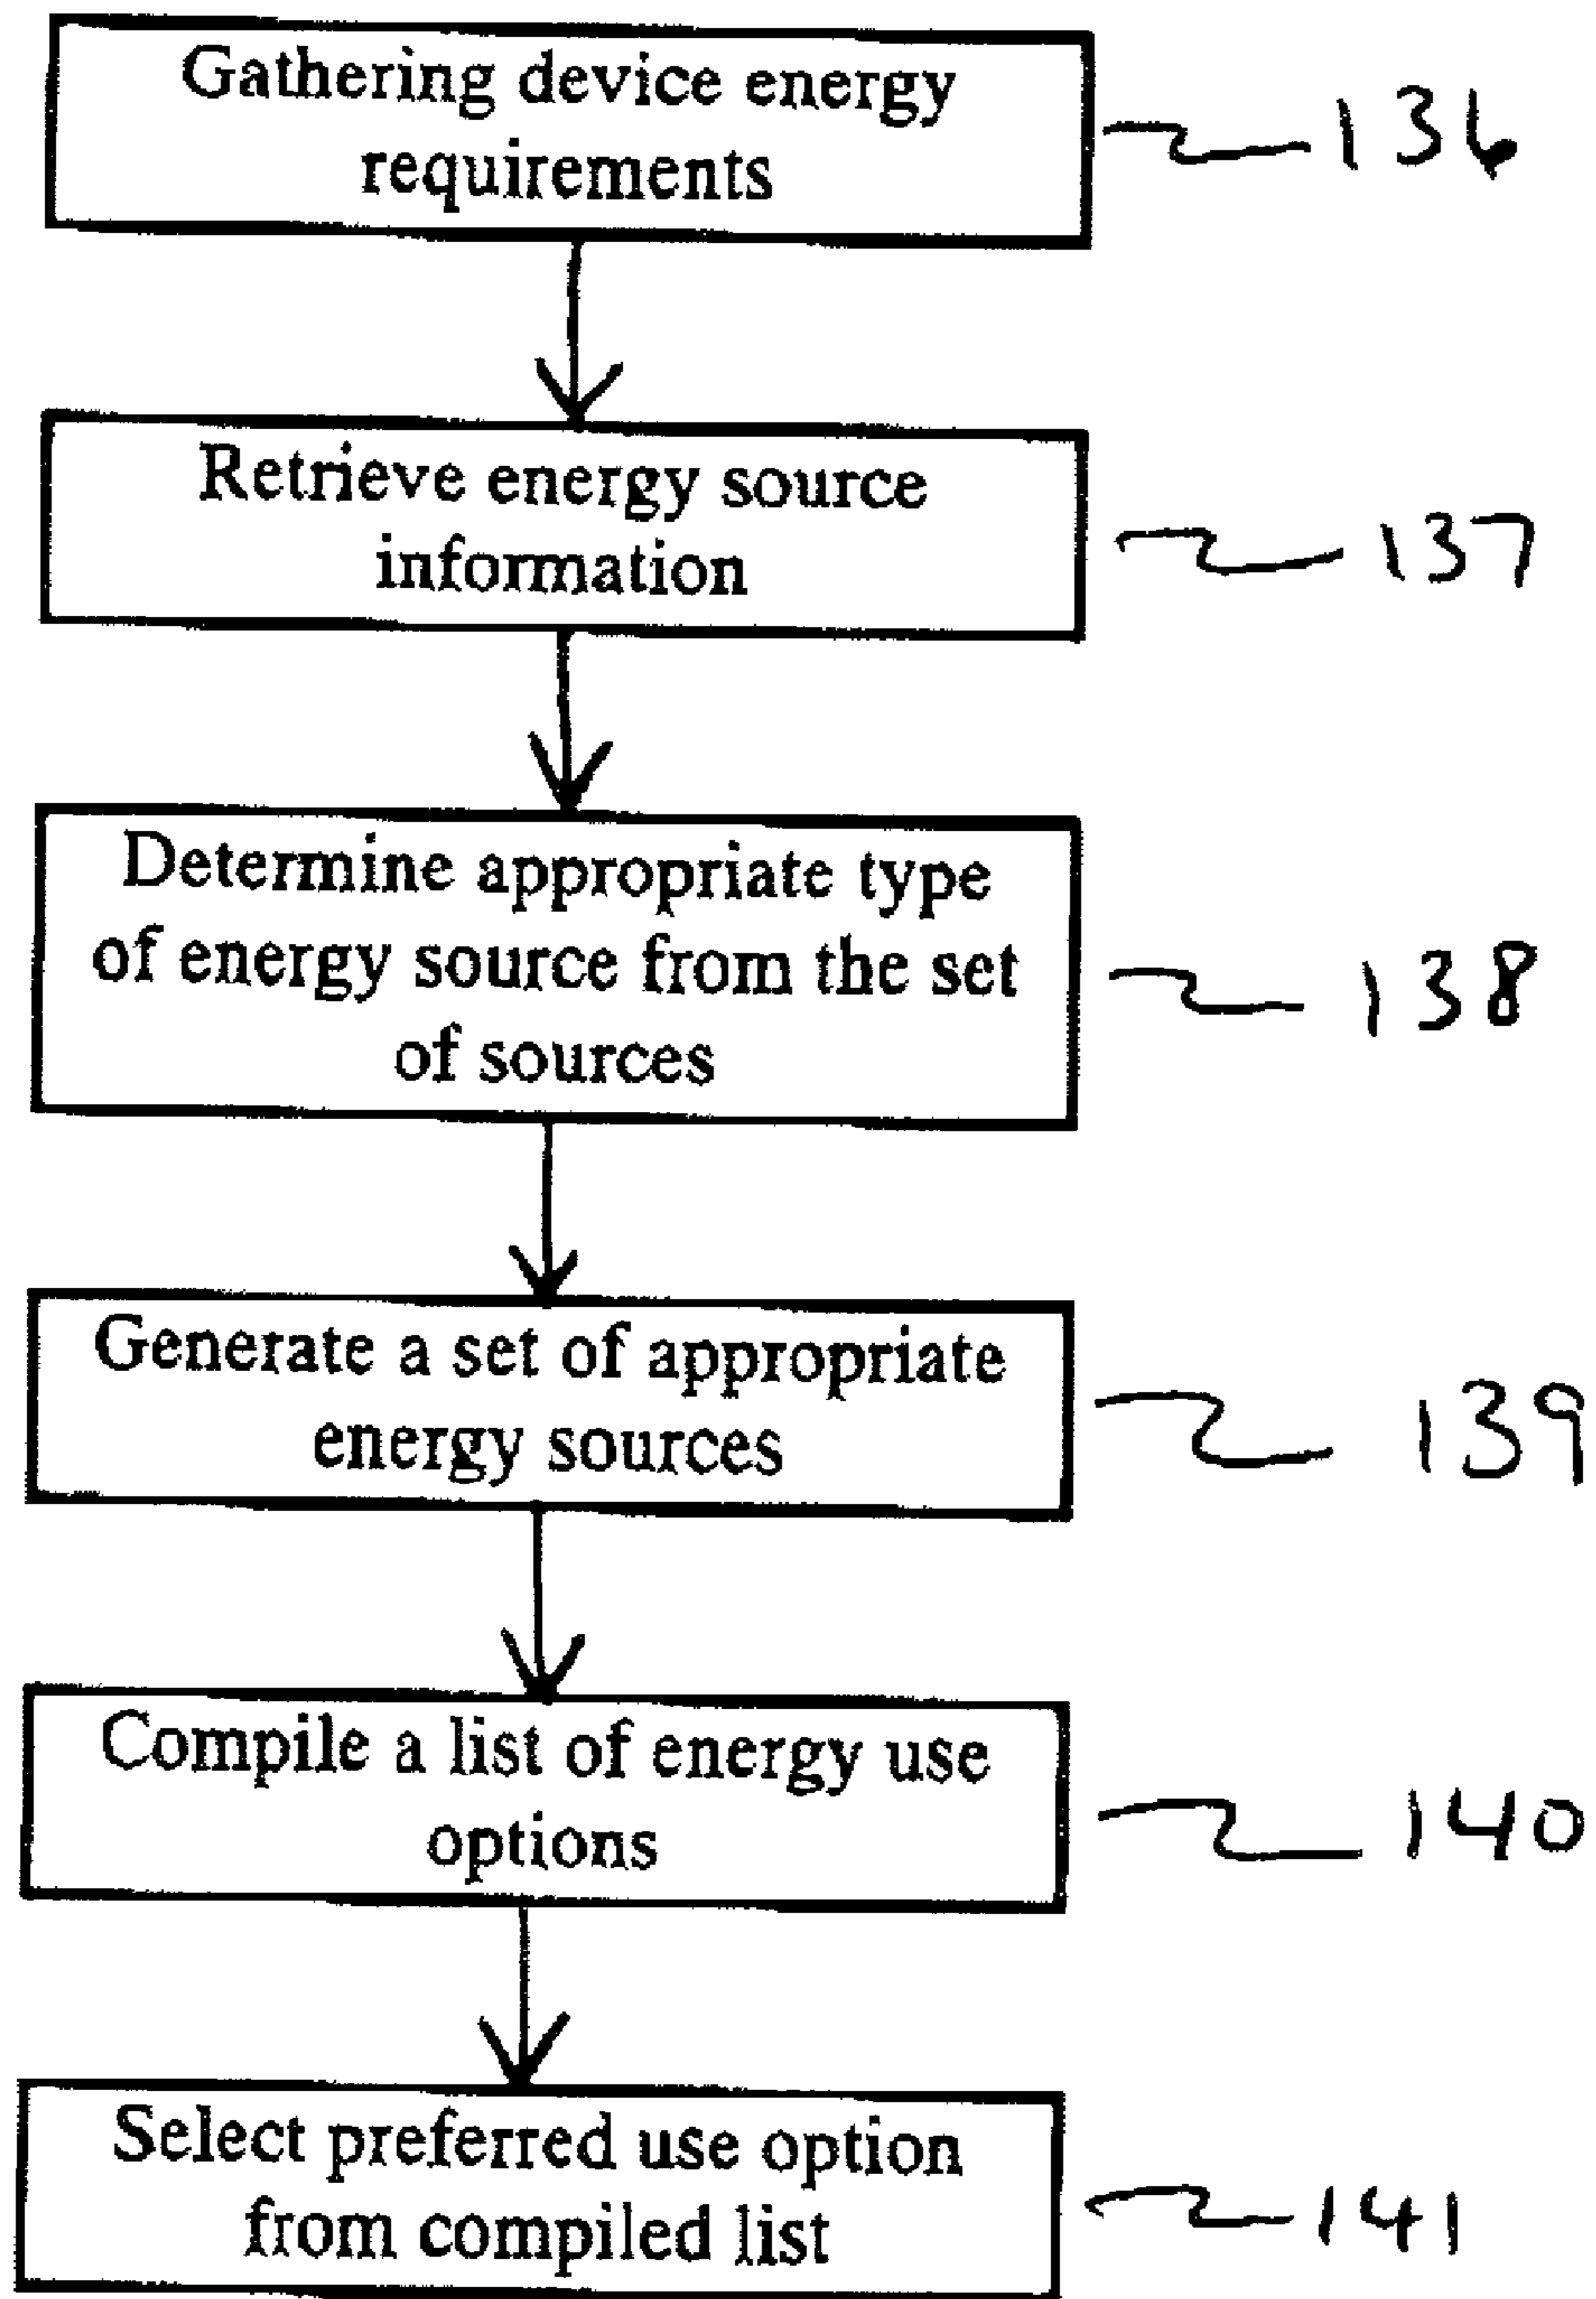 Gathering device energy
requirements
136
Retrieve energy source
information
137
Determine appropriate type
of energy source from the set
of sources
138
Generate a set of appropriate
energy sources
139
Compile a list of energy use
options
140
Select preferred use option
from compiled list
141